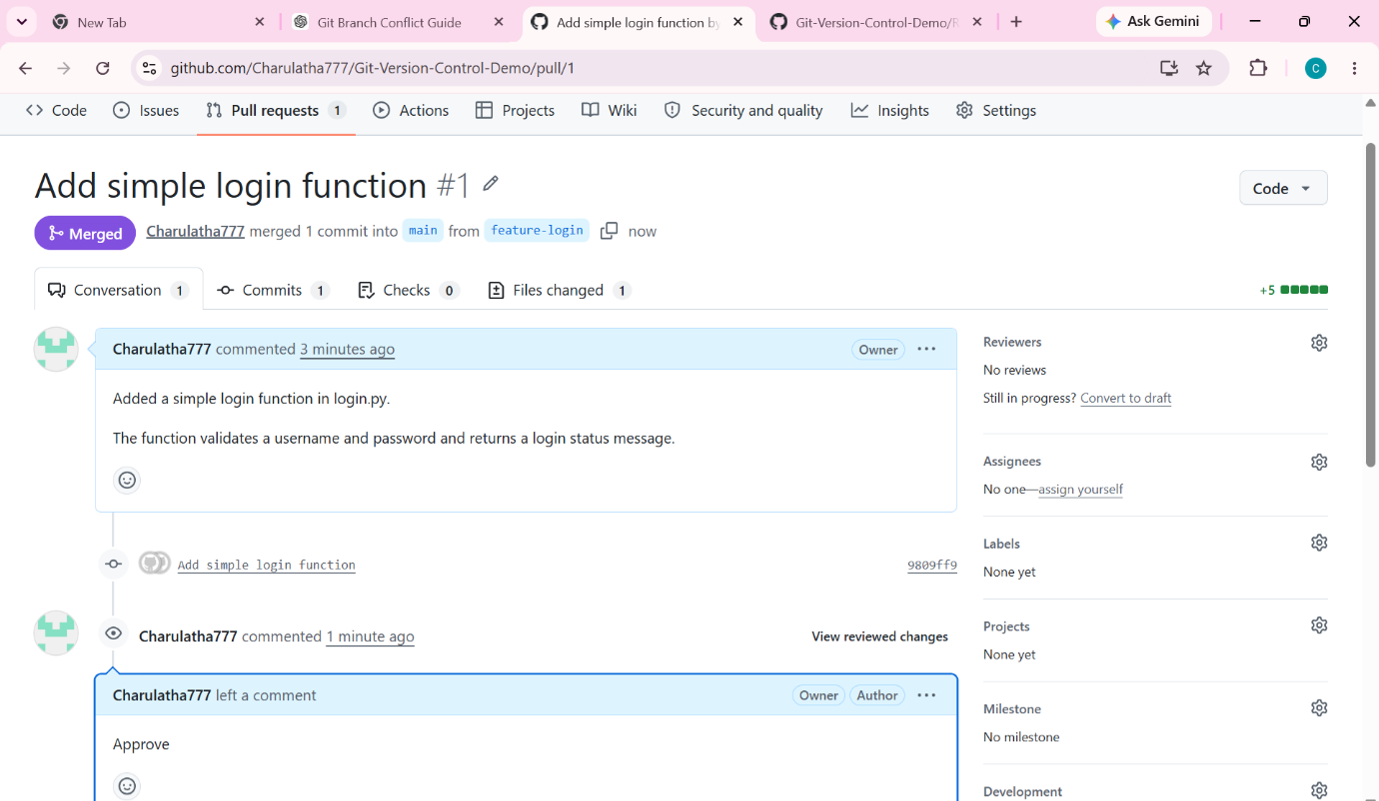 New Tab
Git Branch Conflict Guide
Add simple login function by
Git-Version-Control-Demo/R
Ask Gemini
github.com/Charulatha777/Git-Version-Control-Demo/pull/1
C
Code
Issues
Pull requests 1
Actions
Projects
Wiki
Security and quality
Insights
Settings
Add simple login function #1
Code
Merged
Charulatha777 merged 1 commit into main from feature-login now
Conversation 1
Commits 1
Checks 0
Files changed 1
+5
Charulatha777 commented 3 minutes ago
Owner
Added a simple login function in login.py.
The function validates a username and password and returns a login status message.
Add simple login function
9809ff9
Charulatha777 commented 1 minute ago
View reviewed changes
Charulatha777 left a comment
Owner
Author
Approve
Reviewers
No reviews
Still in progress? Convert to draft
Assignees
No one—assign yourself
Labels
None yet
Projects
None yet
Milestone
No milestone
Development